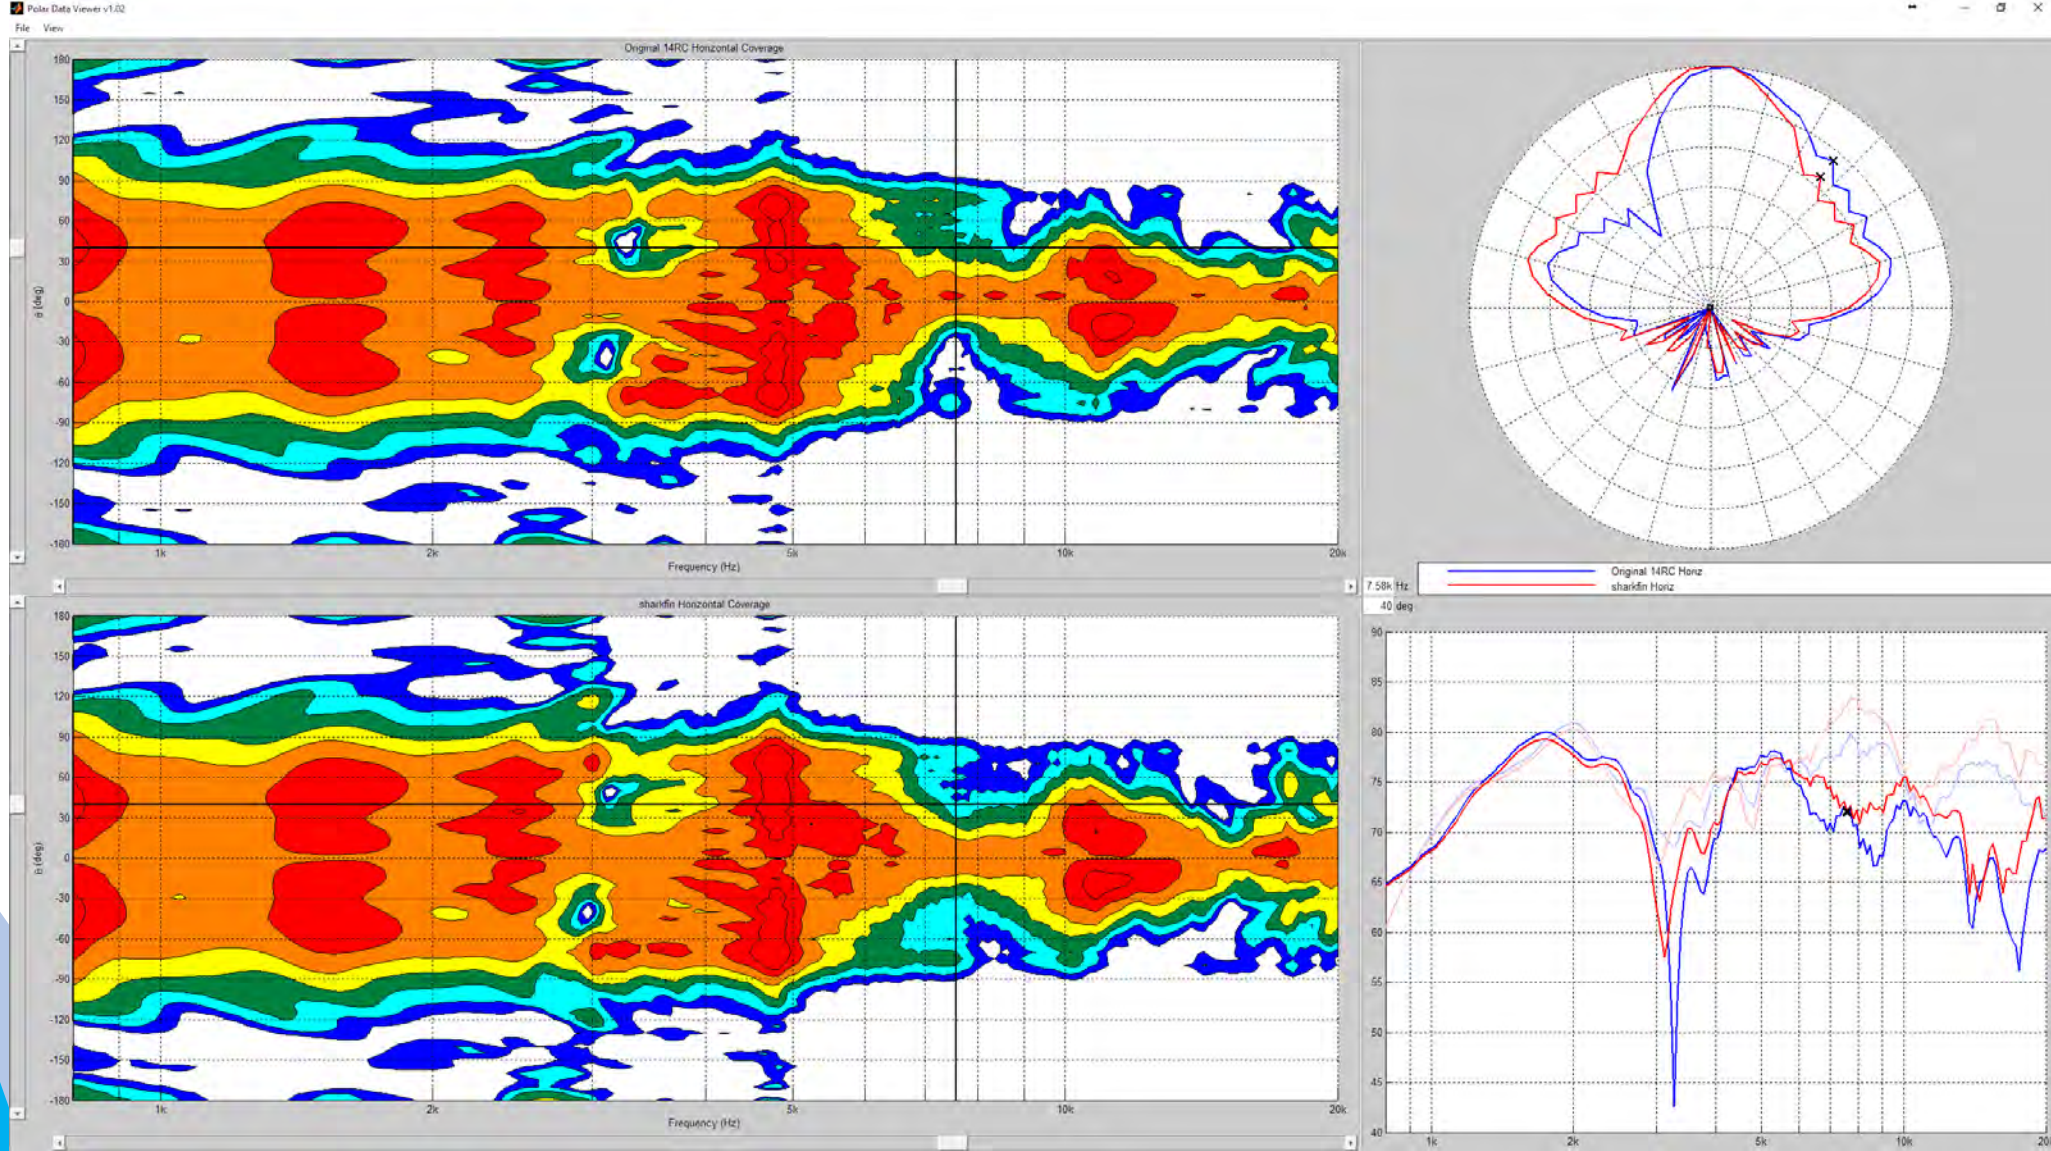 Polar Data Viewer v1.02
File View
Original 14RC Horizontal Coverage
180
150
120
90
60
30
0
-30
-60
-90
-120
-150
-180
θ (deg)
1k 2k 5k 10k 20k
Frequency (Hz)
sharkfin Horizontal Coverage
180
150
120
90
60
30
0
-30
-60
-90
-120
-150
-180
θ (deg)
1k 2k 5k 10k 20k
Frequency (Hz)
Original 14RC Horiz
sharkfin Horiz
7.58k Hz
40 deg
90
85
80
75
70
65
60
55
50
45
40
1k 2k 5k 10k 20